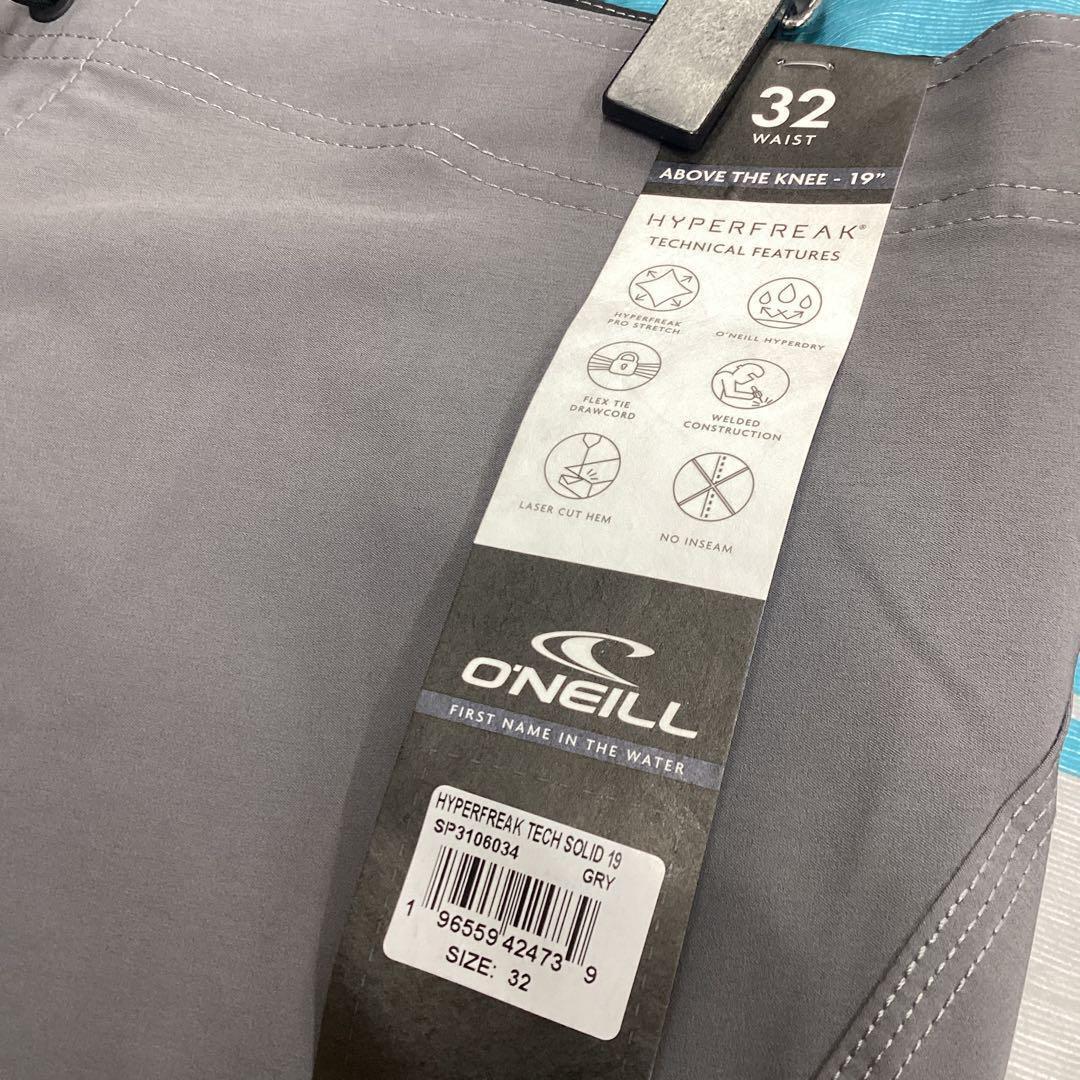 32
WAIST
ABOVE THE KNEE - 19"
HYPERFREAK®
TECHNICAL FEATURES
HYPERFREAK
PRO STRETCH
O'NEILL HYPERDRY
FLEX TIE
DRAWCORD
WELDED
CONSTRUCTION
LASER CUT HEM
NO INSEAM
O'NEILL
FIRST NAME IN THE WATER
HYPERFREAK TECH SOLID 19
SP3106034
GRY
1 96559 42473 9
SIZE: 32